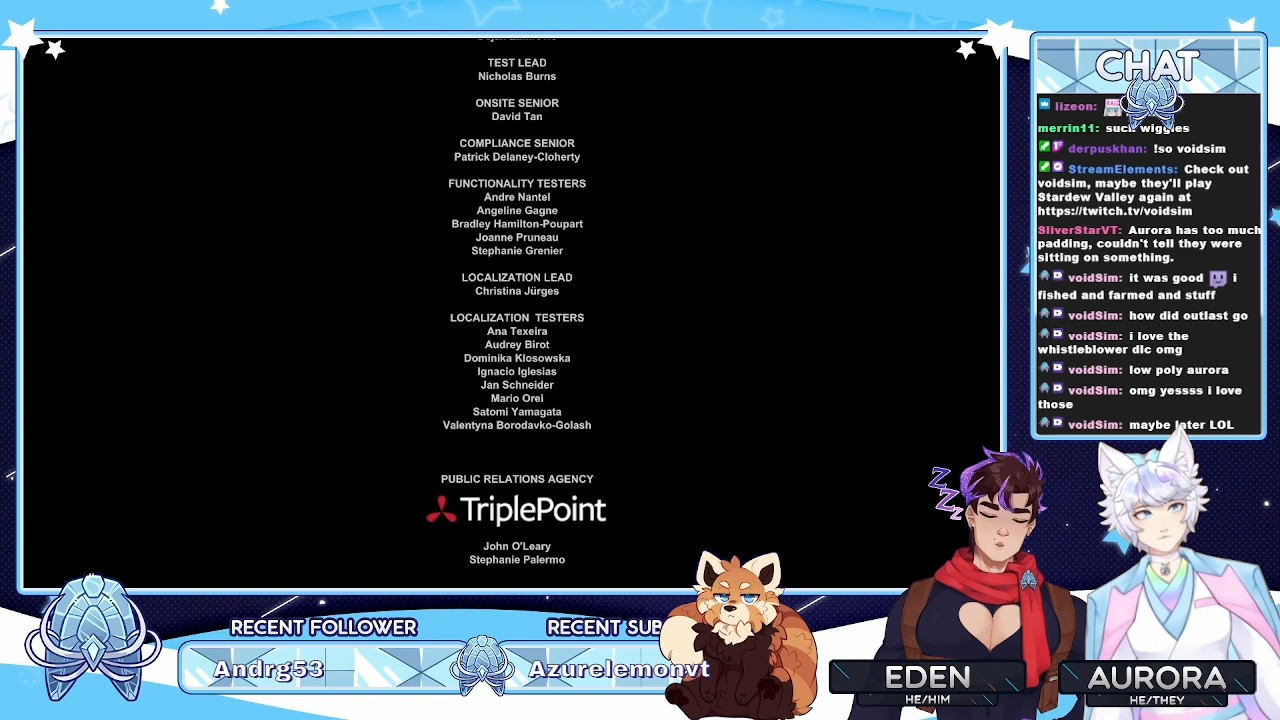 TEST LEAD
Nicholas Burns
ONSITE SENIOR
David Tan
COMPLIANCE SENIOR
Patrick Delaney-Cloherty
FUNCTIONALITY TESTERS
Andre Nantel
Angeline Gagne
Bradley Hamilton-Poupart
Joanne Pruneau
Stephanie Grenier
LOCALIZATION LEAD
Christina Jürges
LOCALIZATION TESTERS
Ana Texeira
Audrey Birot
Dominika Klosowska
Ignacio Iglesias
Jan Schneider
Mario Orei
Satomi Yamagata
Valentyna Borodavko-Golash
PUBLIC RELATIONS AGENCY
TriplePoint
John O'Leary
Stephanie Palermo
CHAT
lizeon:
merrin11: suck wiggles
derpuskhan: !so voidsim
StreamElements: Check out
voidsim, maybe they'll play
Stardew Valley again at
https://twitch.tv/voidsim
SliverStarVT: Aurora has too much
padding, couldn't tell they were
sitting on something.
voidSim: it was good i
fished and farmed and stuff
voidSim: how did outlast go
voidSim: i love the
whistleblower dlc omg
voidSim: low poly aurora
voidSim: omg yessss i love
those
voidSim: maybe later LOL
RECENT FOLLOWER
Andrg53
RECENT SUB
Azurelemonvt
ZZZ
EDEN
HE/HIM
AURORA
HE/THEY